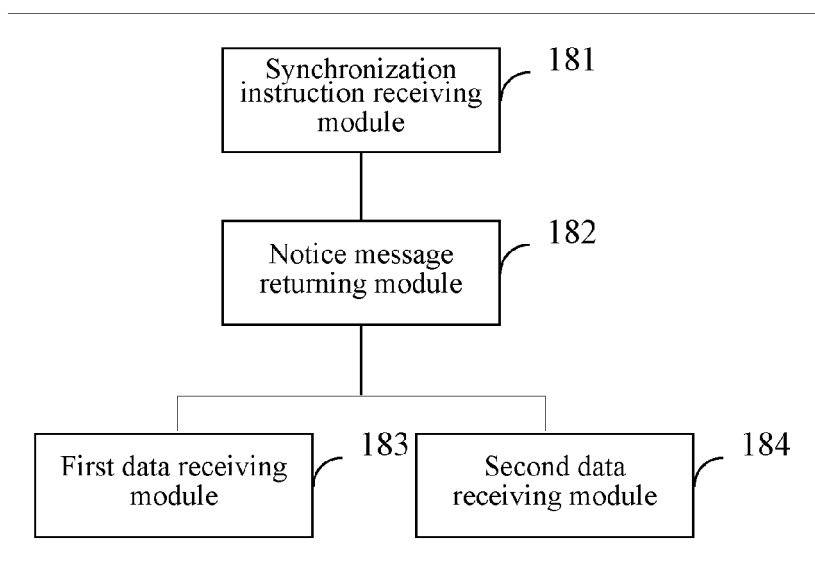 Synchronization
instruction receiving
module
181
Notice message
returning module
182
First data receiving
module
183
Second data
receiving module
184